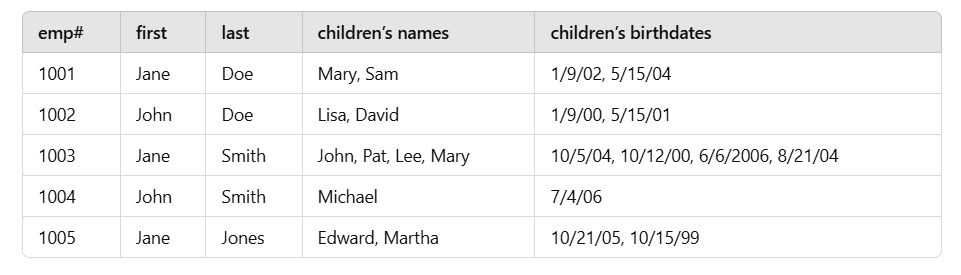 emp# first last children’s names children’s birthdates
1001 Jane Doe Mary, Sam 1/9/02, 5/15/04
1002 John Doe Lisa, David 1/9/00, 5/15/01
1003 Jane Smith John, Pat, Lee, Mary 10/5/04, 10/12/00, 6/6/2006, 8/21/04
1004 John Smith Michael 7/4/06
1005 Jane Jones Edward, Martha 10/21/05, 10/15/99